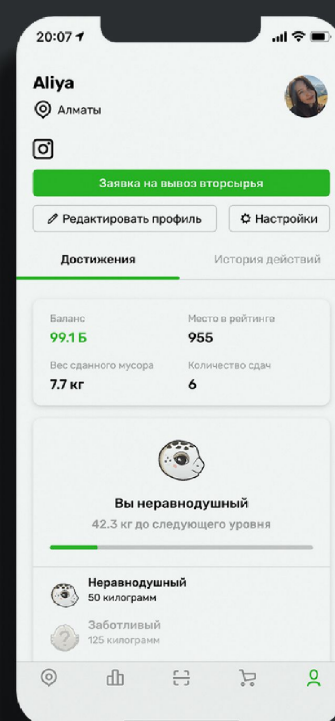 20:07
Aliya
Алматы
Заявка на вывоз вторсырья
Редактировать профиль
Настройки
Достижения
История действий
Баланс
Место в рейтинге
99.1 Б
955
Вес сданного мусора
Количество сдач
7.7 кг
6
Вы неравнодушный
42.3 кг до следующего уровня
Неравнодушный
50 килограмм
?
Заботливый
125 килограмм